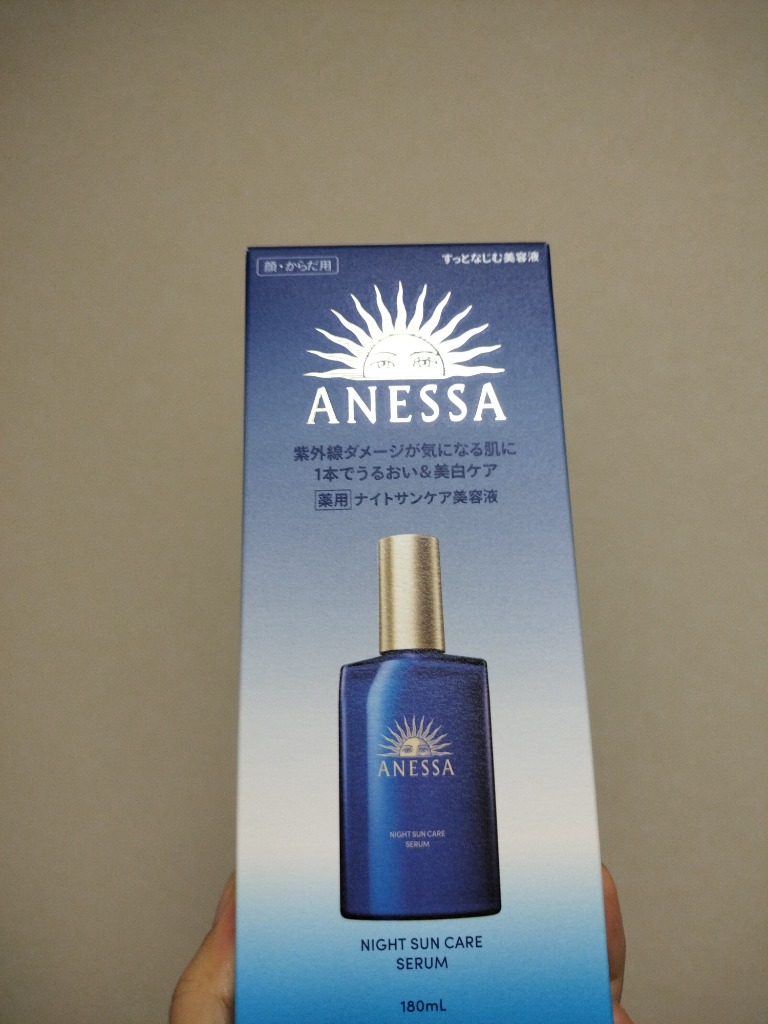 顔・からだ用
すっとなじむ美容液
ANESSA
紫外線ダメージが気になる肌に
1本でうるおい&美白ケア
薬用 ナイトサンケア美容液
ANESSA
NIGHT SUN CARE
SERUM
NIGHT SUN CARE
SERUM
180mL